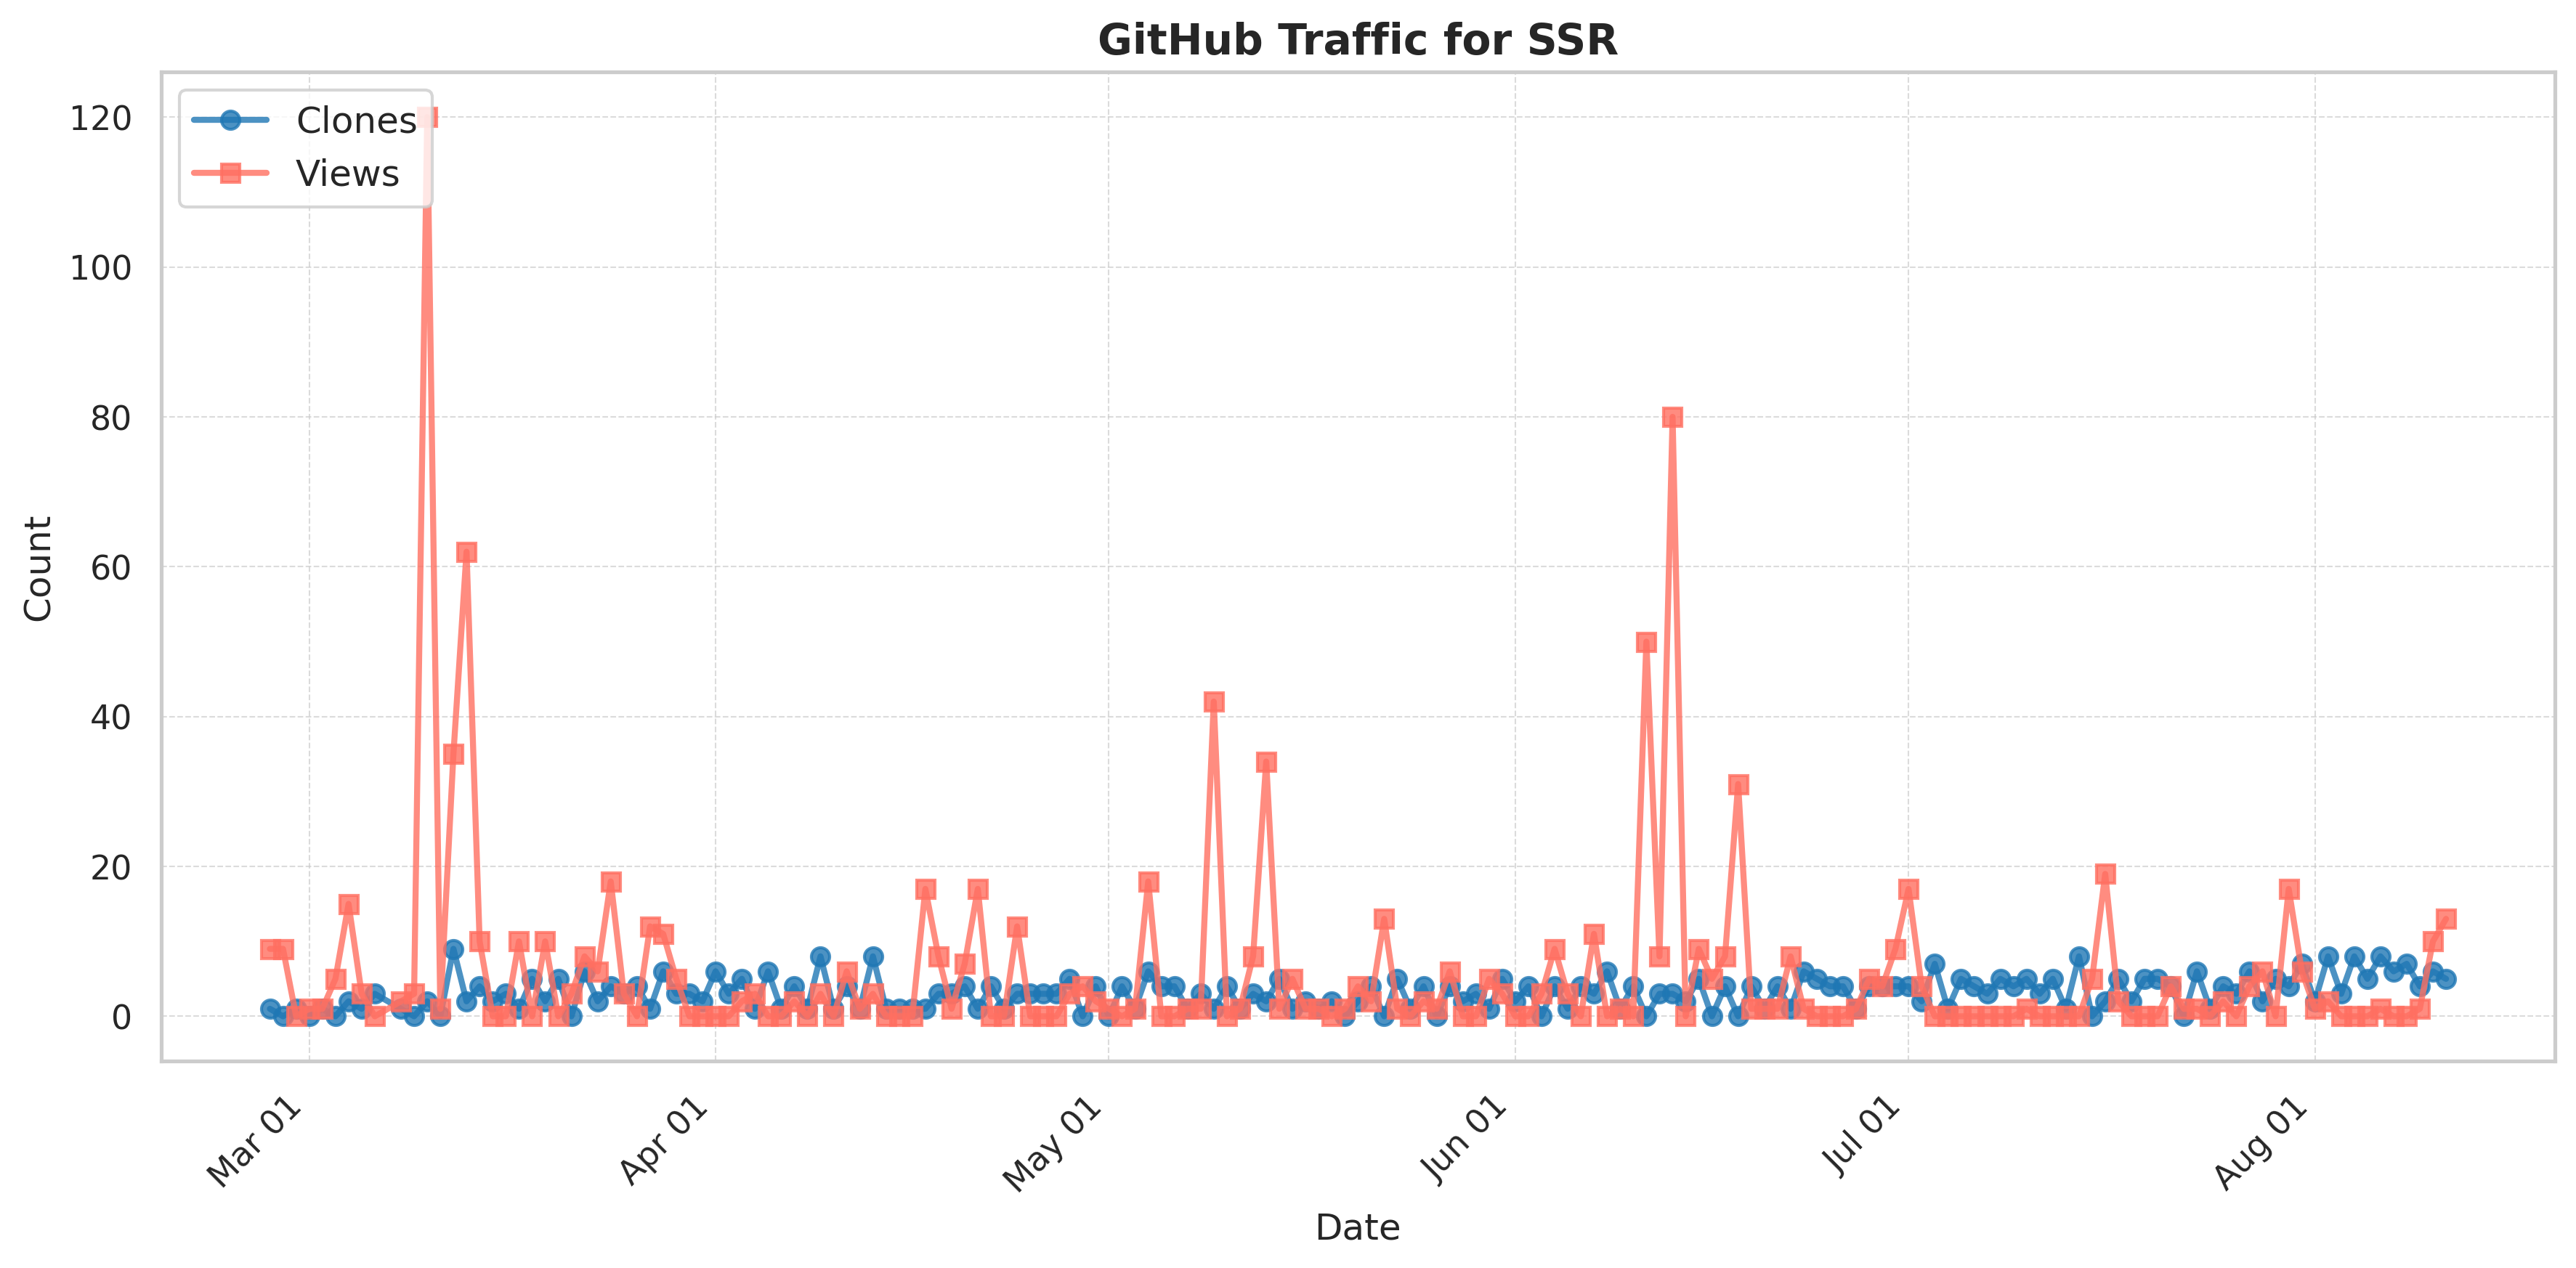 GitHub Traffic for SSR
Clones
Views
120
100
80
60
40
20
0
Count
Mar 01
Apr 01
May 01
Jun 01
Jul 01
Aug 01
Date